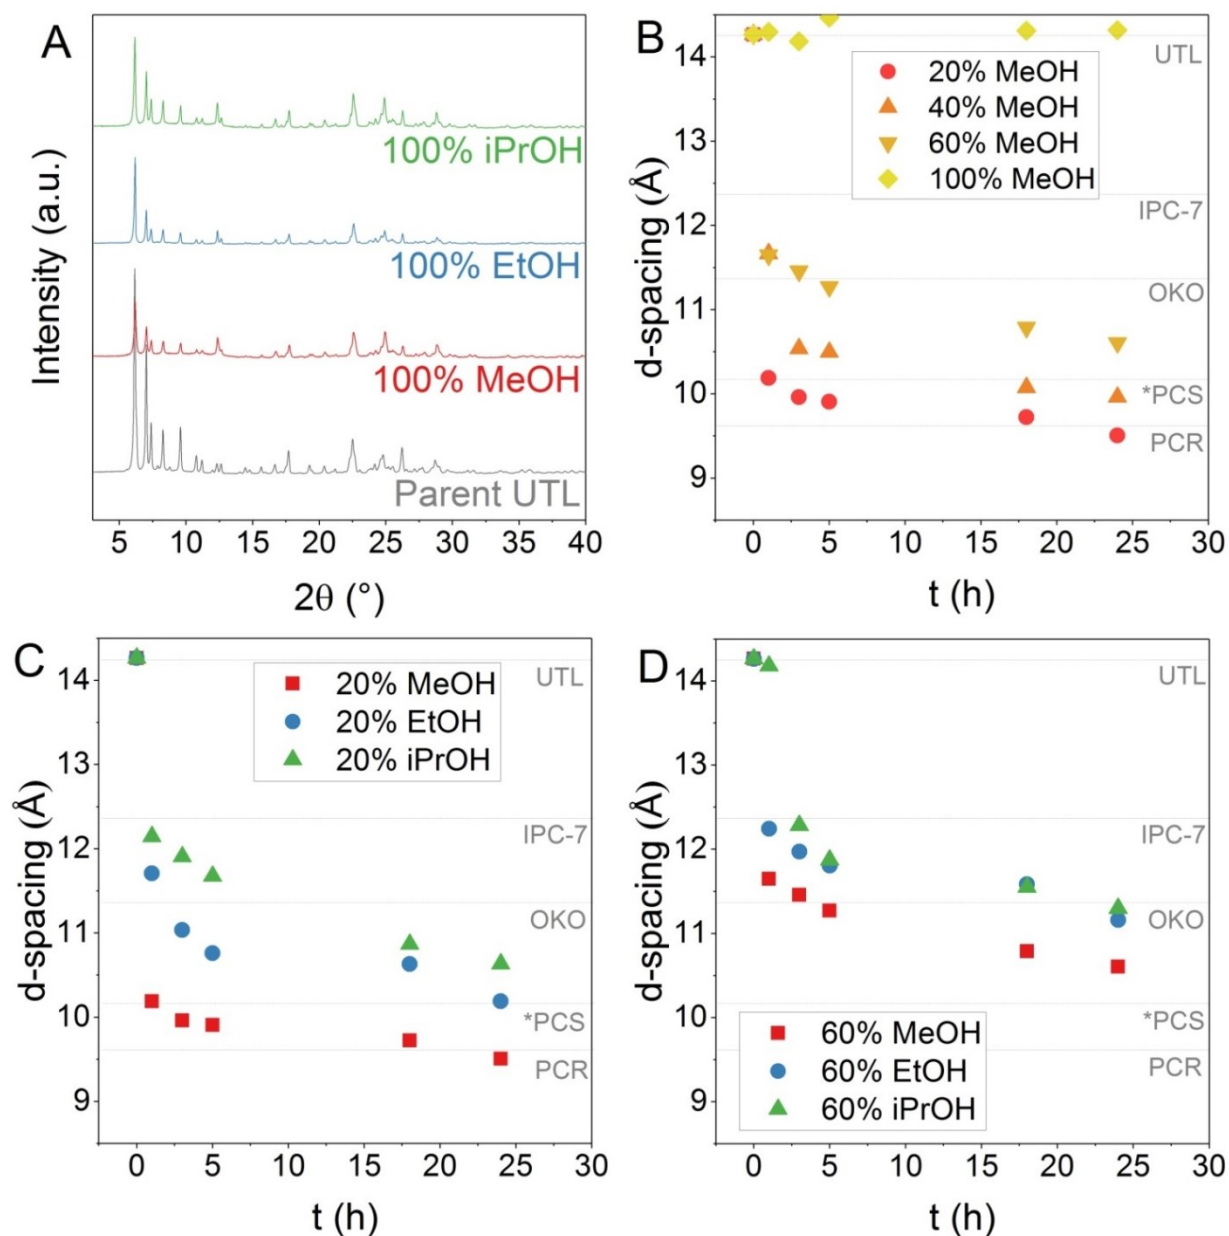 A
100% iPrOH
100% EtOH
100% MeOH
Parent UTL
Intensity (a.u.)
5 10 15 20 25 30 35 40
2θ (°)
B
14
13
12
11
10
9
d-spacing (Å)
20% MeOH
40% MeOH
60% MeOH
100% MeOH
UTL
IPC-7
OKO
*PCS
PCR
0 5 10 15 20 25 30
t (h)
C
14
13
12
11
10
9
d-spacing (Å)
20% MeOH
20% EtOH
20% iPrOH
UTL
IPC-7
OKO
*PCS
PCR
0 5 10 15 20 25 30
t (h)
D
14
13
12
11
10
9
d-spacing (Å)
UTL
IPC-7
OKO
*PCS
PCR
60% MeOH
60% EtOH
60% iPrOH
0 5 10 15 20 25 30
t (h)